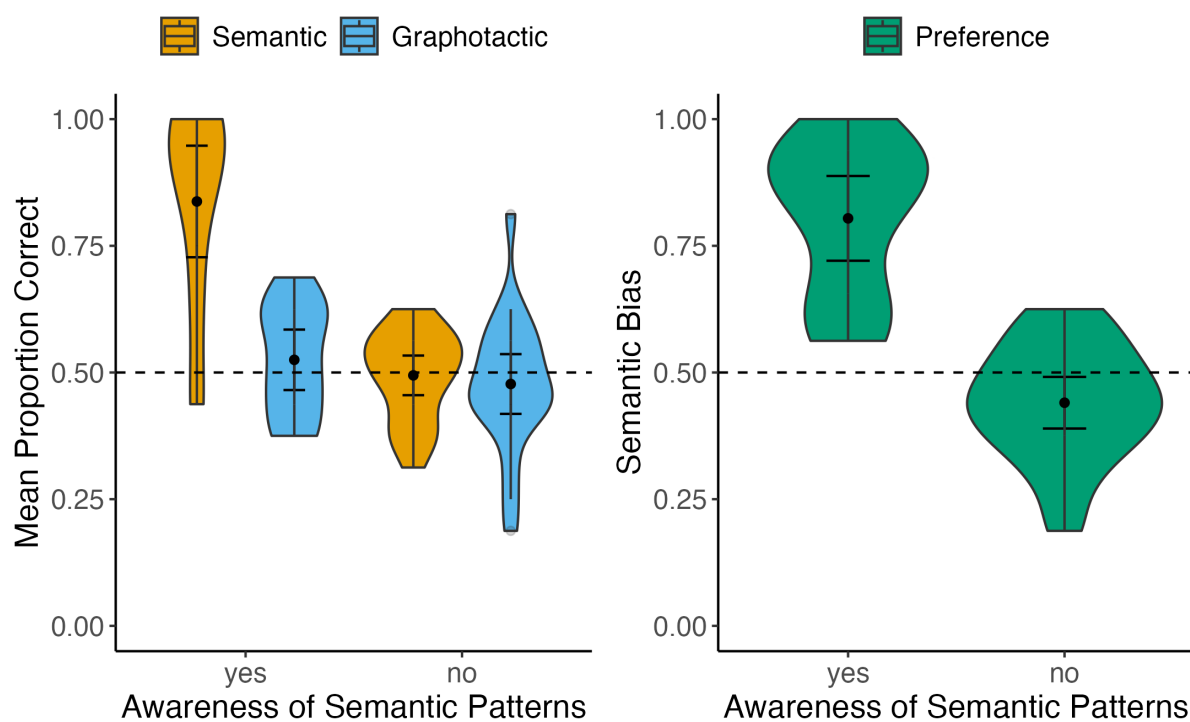 Semantic Graphotactic
Mean Proportion Correct
1.00
0.75
0.50
0.25
0.00
yes no
Awareness of Semantic Patterns
Preference
Semantic Bias
1.00
0.75
0.50
0.25
0.00
yes no
Awareness of Semantic Patterns